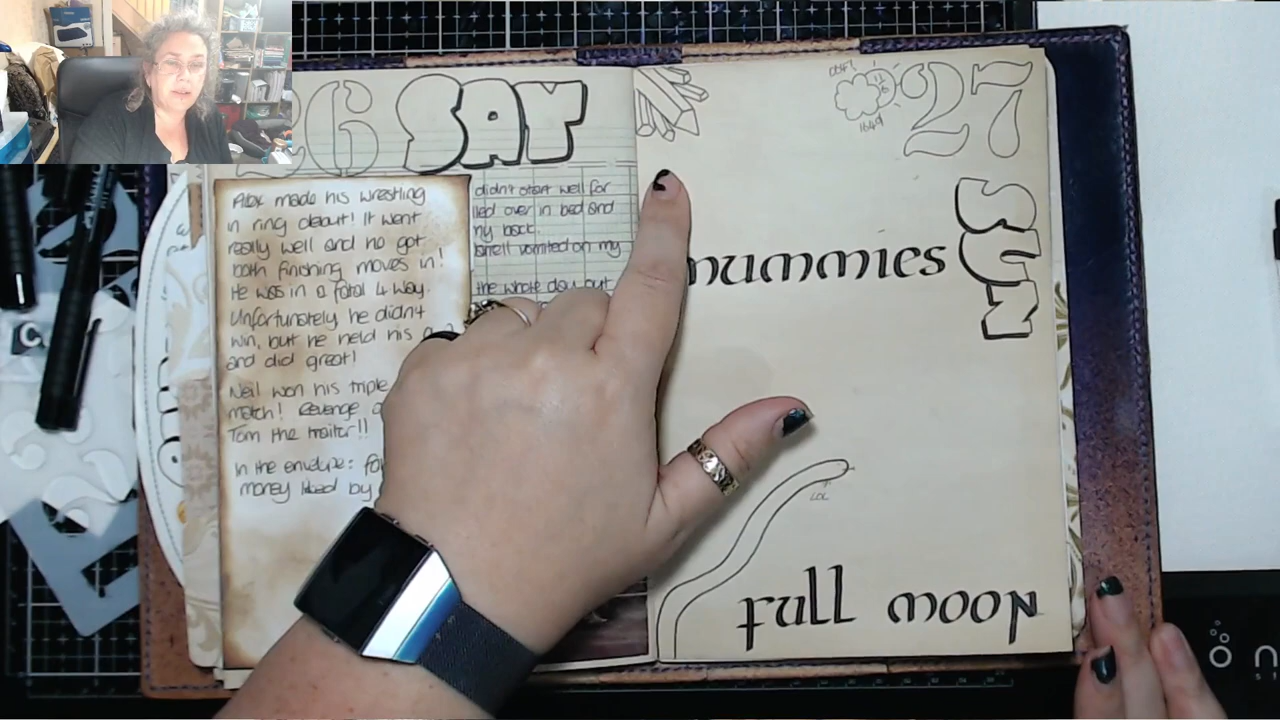 26 SAT
Alex made his wrestling
in ring debut! It went
really well and he got
both finishing moves in!
He was in a fatal 4 way.
Unfortunately he didn't
win, but he held his
and did great!
Neil won his triple
match! Revenge
Tom the traitor!!
In the envelope:
money liked by
didn't start well for
lled over in bed and
my back.
smell vomited on my
the whole day but
27
SUN
mummies
LOL
full moon